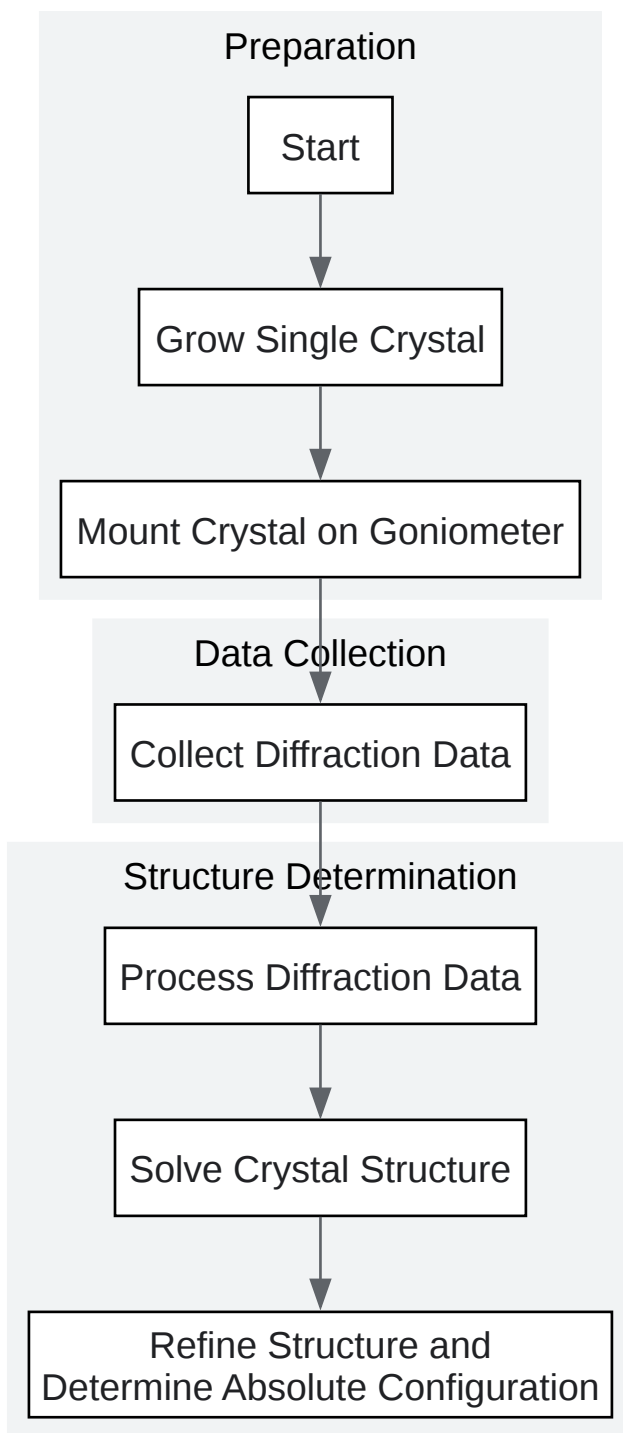 Preparation
Start
Grow Single Crystal
Mount Crystal on Goniometer
Data Collection
Collect Diffraction Data
Structure Determination
Process Diffraction Data
Solve Crystal Structure
Refine Structure and
Determine Absolute Configuration